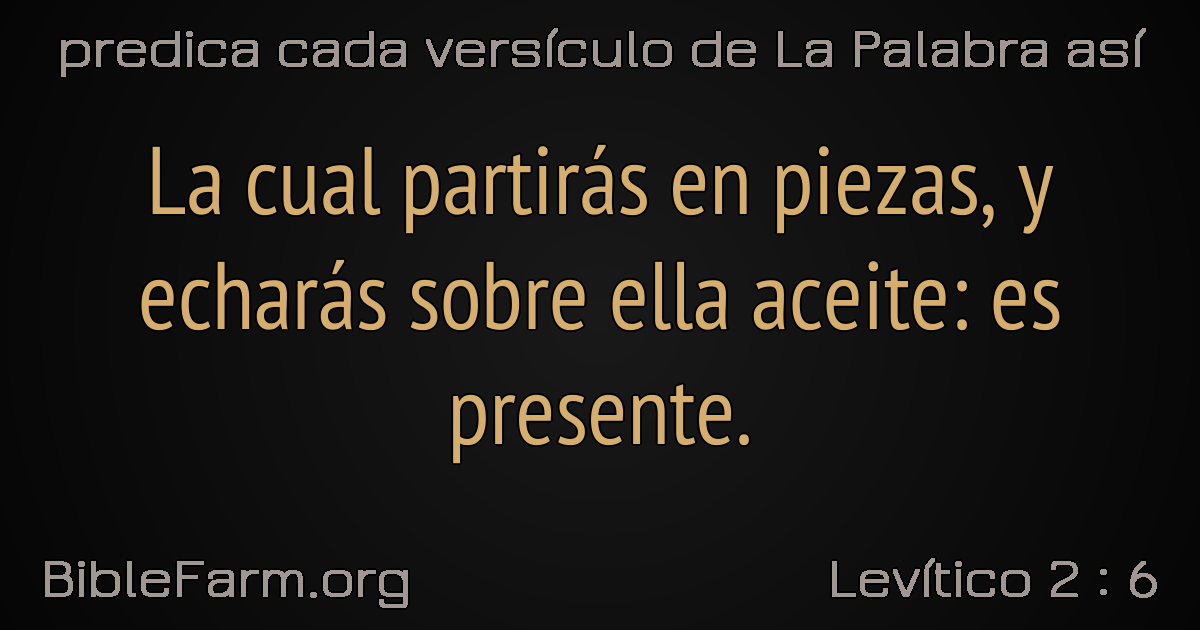 predica cada versículo de La Palabra así
La cual partirás en piezas, y
echarás sobre ella aceite: es
presente.
BibleFarm.org
Levítico 2 : 6